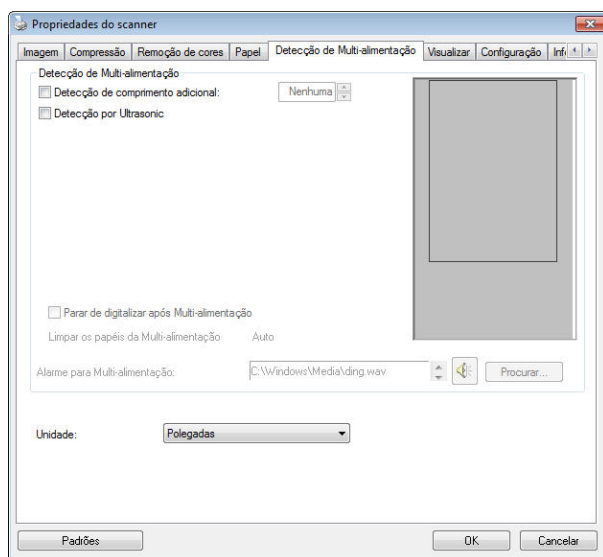 Propriedades do scanner
Imagem Compressão Remoção de cores Papel Detecção de Multi-alimentação Visualizar Configuração
Detecção de Multi-alimentação
Detecção de comprimento adicional: Nenhuma
Detecção por Ultrasonic
Parar de digitalizar após Multi-alimentação
Limpar os papéis da Multi-alimentação Auto
Alarme para Multi-alimentação: C:\Windows\Media\ding.wav Procurar...
Unidade: Polegadas
Padrões OK Cancelar